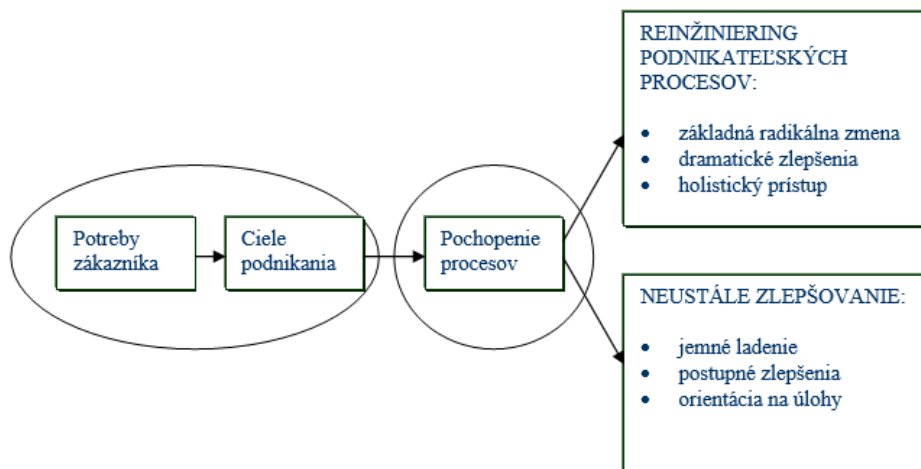 Potreby
zákazníka
Ciele
podnikania
Pochopenie
procesov
REINŽINIERING
PODNIKATEĽSKÝCH
PROCESOV:
• základná radikálna zmena
• dramatické zlepšenia
• holistický prístup
NEUSTÁLE ZLEPŠOVANIE:
• jemné ladenie
• postupné zlepšenia
• orientácia na úlohy